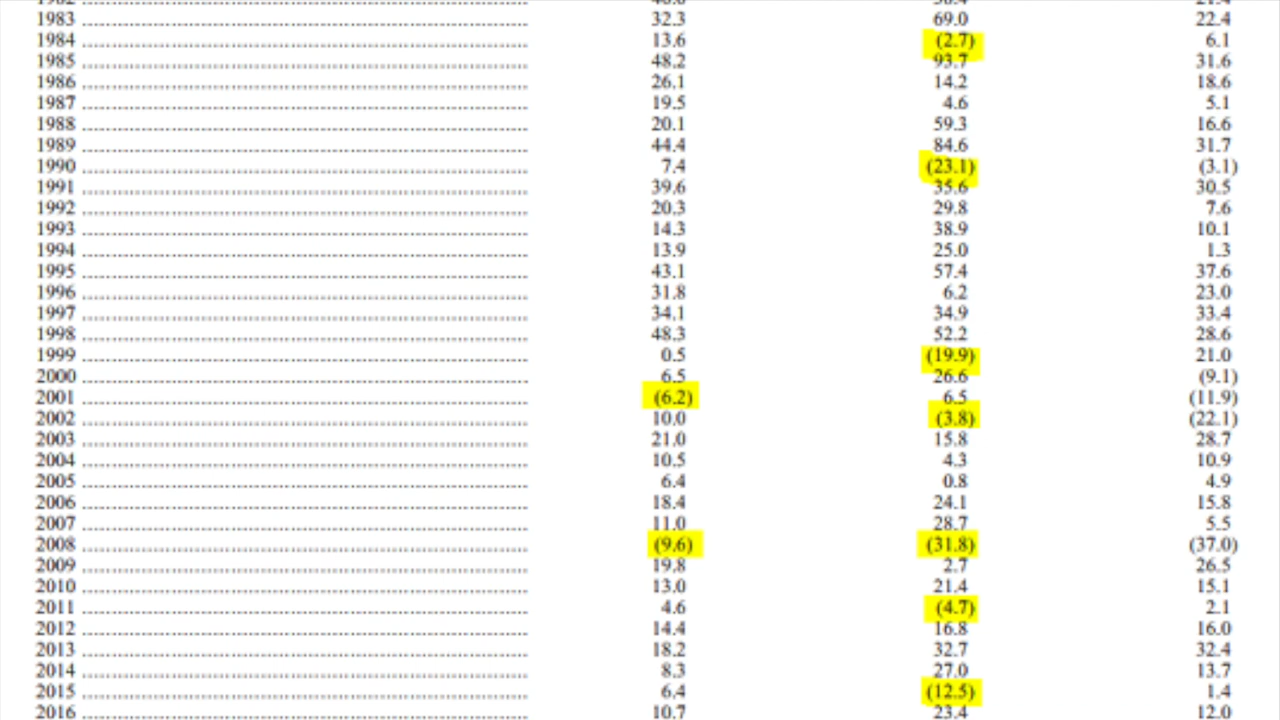 1983 ........ 32.3 69.0 22.4
1984 ........ 13.6 (2.7) 6.1
1985 ........ 48.2 93.7 31.6
1986 ........ 26.1 14.2 18.6
1987 ........ 19.5 4.6 5.1
1988 ........ 20.1 59.3 16.6
1989 ........ 44.4 84.6 31.7
1990 ........ 7.4 (23.1) (3.1)
1991 ........ 39.6 35.6 30.5
1992 ........ 20.3 29.8 7.6
1993 ........ 14.3 38.9 10.1
1994 ........ 13.9 25.0 1.3
1995 ........ 43.1 57.4 37.6
1996 ........ 31.8 6.2 23.0
1997 ........ 34.1 34.9 33.4
1998 ........ 48.3 52.2 28.6
1999 ........ 0.5 (19.9) 21.0
2000 ........ 6.5 26.6 (9.1)
2001 ........ (6.2) 6.5 (11.9)
2002 ........ 10.0 (3.8) (22.1)
2003 ........ 21.0 15.8 28.7
2004 ........ 10.5 4.3 10.9
2005 ........ 6.4 0.8 4.9
2006 ........ 18.4 24.1 15.8
2007 ........ 11.0 28.7 5.5
2008 ........ (9.6) (31.8) (37.0)
2009 ........ 19.8 2.7 26.5
2010 ........ 13.0 21.4 15.1
2011 ........ 4.6 (4.7) 2.1
2012 ........ 14.4 16.8 16.0
2013 ........ 18.2 32.7 32.4
2014 ........ 8.3 27.0 13.7
2015 ........ 6.4 (12.5) 1.4
2016 ........ 10.7 23.4 12.0